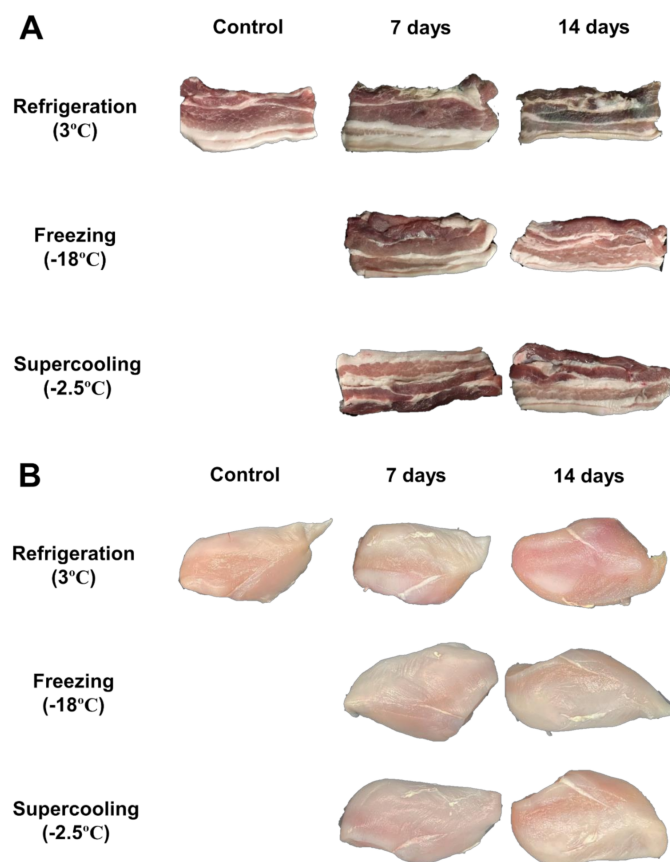 A
Control 7 days 14 days
Refrigeration
(3ºC)
Freezing
(-18ºC)
Supercooling
(-2.5ºC)
B
Control 7 days 14 days
Refrigeration
(3ºC)
Freezing
(-18ºC)
Supercooling
(-2.5ºC)